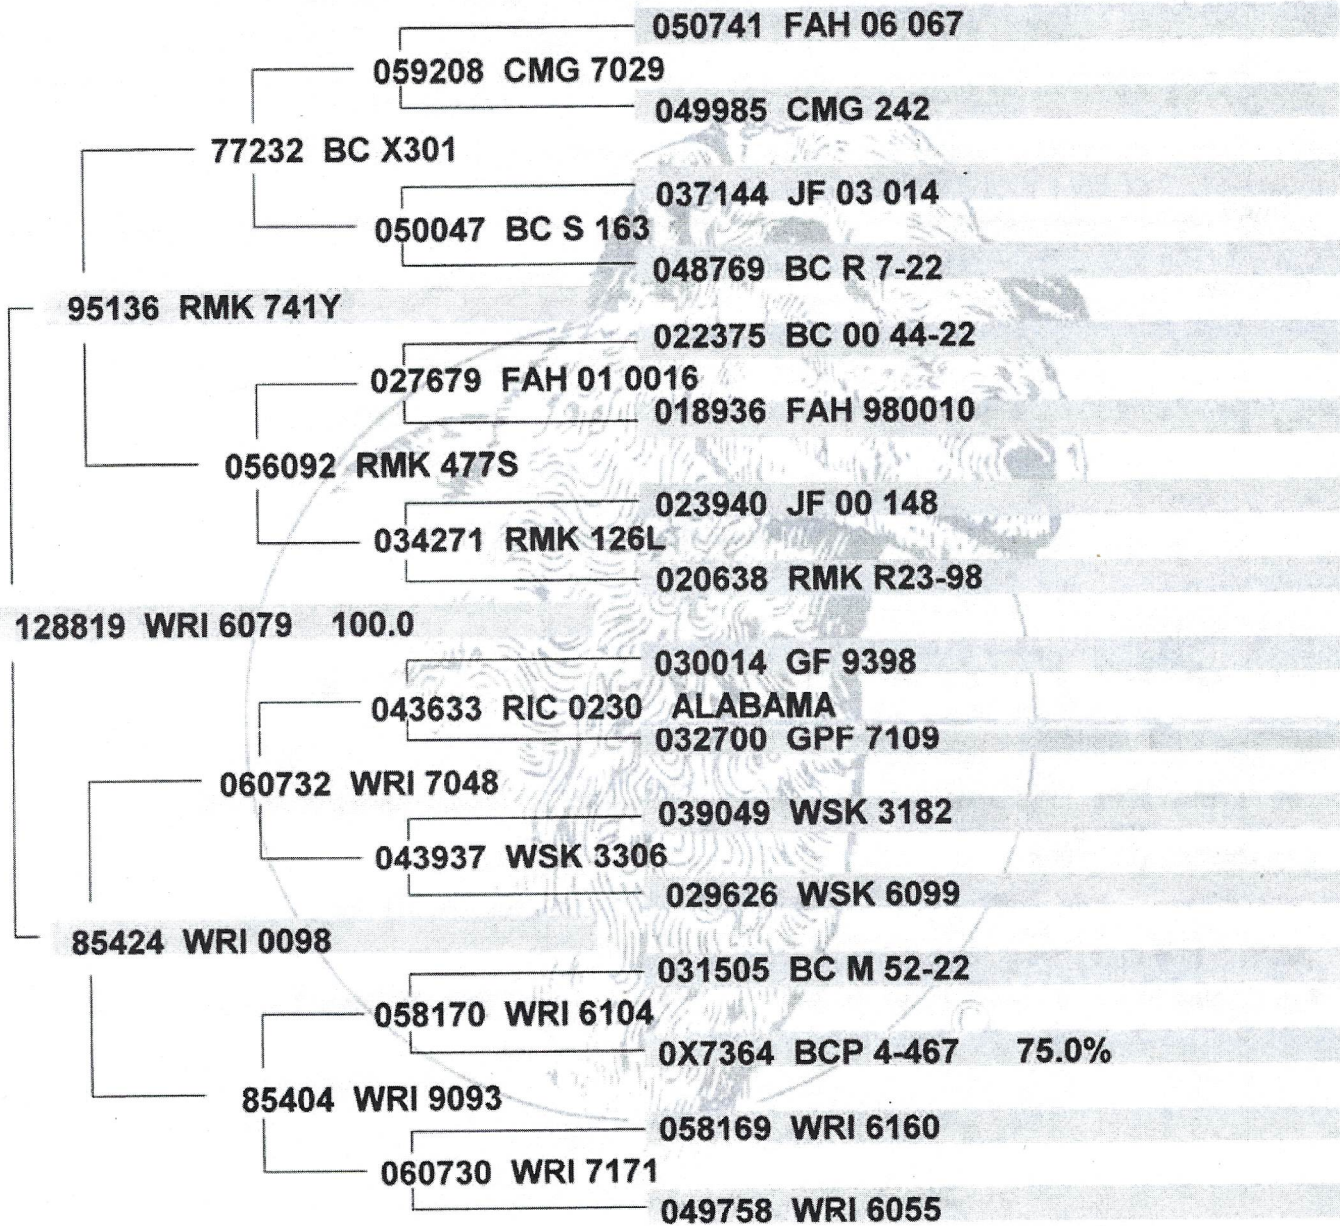 050741 FAH 06 067
059208 CMG 7029
049985 CMG 242
77232 BC X301
037144 JF 03 014
050047 BC S 163
048769 BC R 7-22
95136 RMK 741Y
022375 BC 00 44-22
027679 FAH 01 0016
018936 FAH 980010
056092 RMK 477S
023940 JF 00 148
034271 RMK 126L
020638 RMK R23-98
128819 WRI 6079 100.0
030014 GF 9398
043633 RIC 0230 ALABAMA
032700 GPF 7109
060732 WRI 7048
039049 WSK 3182
043937 WSK 3306
029626 WSK 6099
85424 WRI 0098
031505 BC M 52-22
058170 WRI 6104
0X7364 BCP 4-467 75.0%
85404 WRI 9093
058169 WRI 6160
060730 WRI 7171
049758 WRI 6055